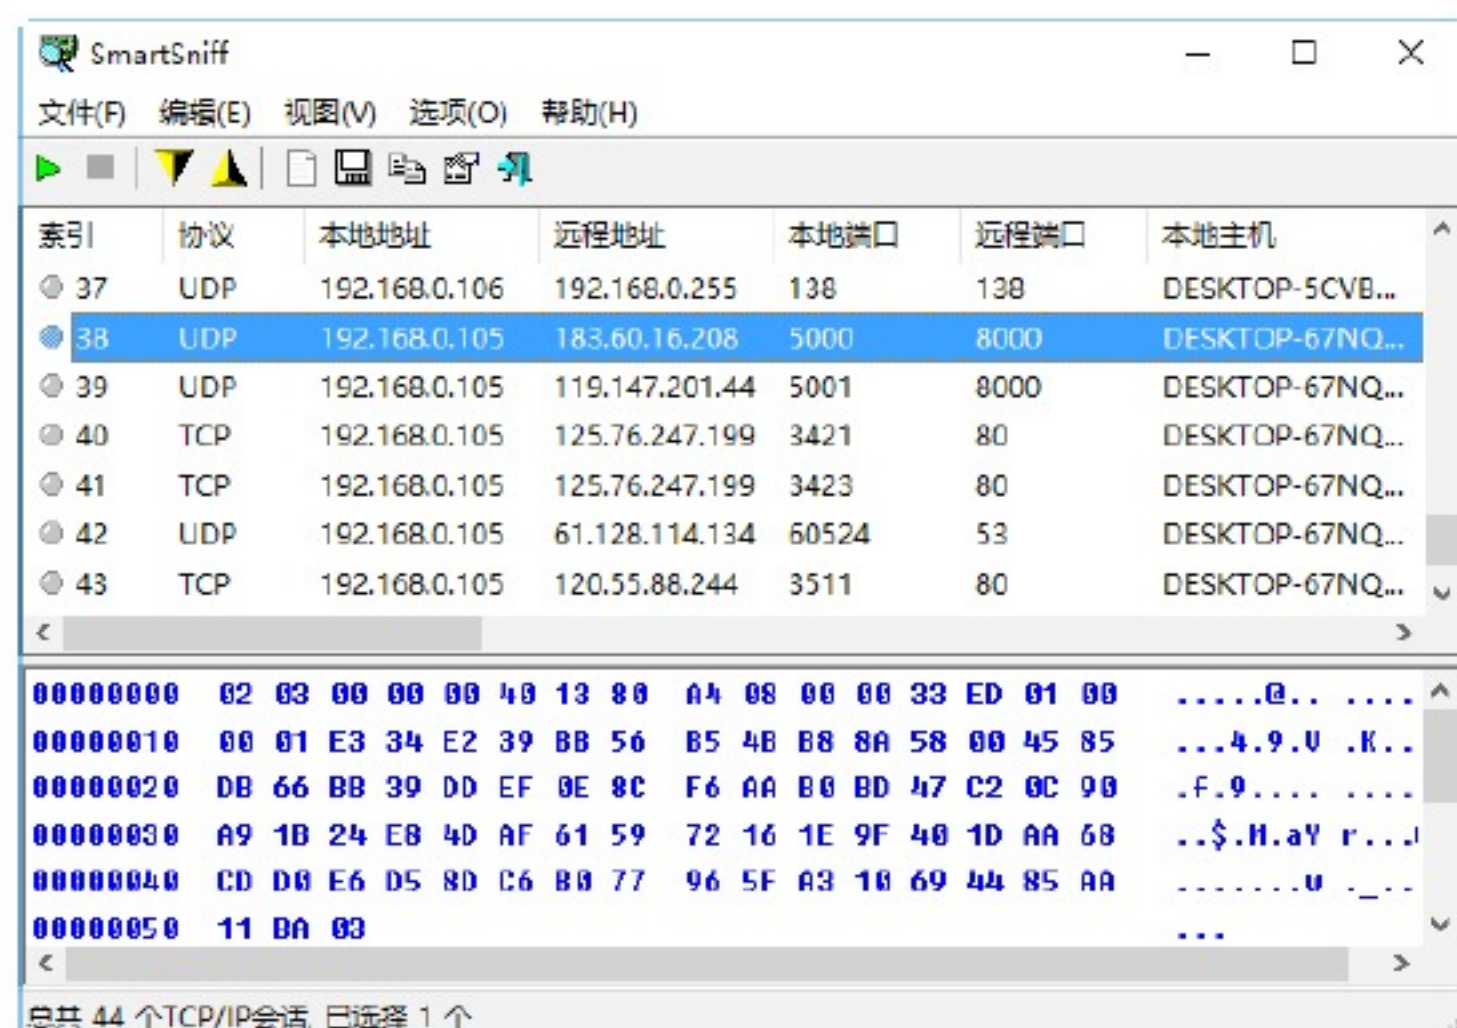 SmartSniff
文件(F) 编辑(E) 视图(V) 选项(O) 帮助(H)
索引 协议 本地地址 远程地址 本地端口 远程端口 本地主机
37 UDP 192.168.0.106 192.168.0.255 138 138 DESKTOP-5CVB...
38 UDP 192.168.0.105 183.60.16.208 5000 8000 DESKTOP-67NQ...
39 UDP 192.168.0.105 119.147.201.44 5001 8000 DESKTOP-67NQ...
40 TCP 192.168.0.105 125.76.247.199 3421 80 DESKTOP-67NQ...
41 TCP 192.168.0.105 125.76.247.199 3423 80 DESKTOP-67NQ...
42 UDP 192.168.0.105 61.128.114.134 60524 53 DESKTOP-67NQ...
43 TCP 192.168.0.105 120.55.88.244 3511 80 DESKTOP-67NQ...
00000000 02 03 00 00 00 40 13 80 A4 08 00 00 33 ED 01 00 .....@.. ....
00000010 00 01 E3 34 E2 39 BB 56 B5 4B B8 8A 58 00 45 85 ...4.9.V .K..
00000020 DB 66 BB 39 DD EF 0E 8C F6 AA B0 BD 47 C2 0C 90 .f.9.... ....
00000030 A9 1B 24 E8 4D AF 61 59 72 16 1E 9F 40 1D AA 68 ..$.M.aY r...
00000040 CD D0 E6 D5 8D C6 B0 77 96 5F A3 10 69 44 85 AA .......w ._..
00000050 11 BA 03 ...
总共 44 个TCP/IP会话, 已选择 1 个